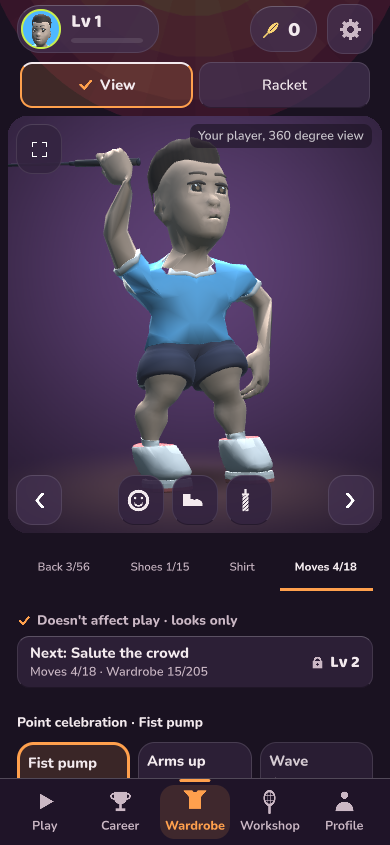 Lv 1
0
View
Racket
Your player, 360 degree view
Back 3/56
Shoes 1/15
Shirt
Moves 4/18
Doesn't affect play · looks only
Next: Salute the crowd
Moves 4/18 · Wardrobe 15/205
Lv 2
Point celebration · Fist pump
Fist pump
Arms up
Wave
Play
Career
Wardrobe
Workshop
Profile